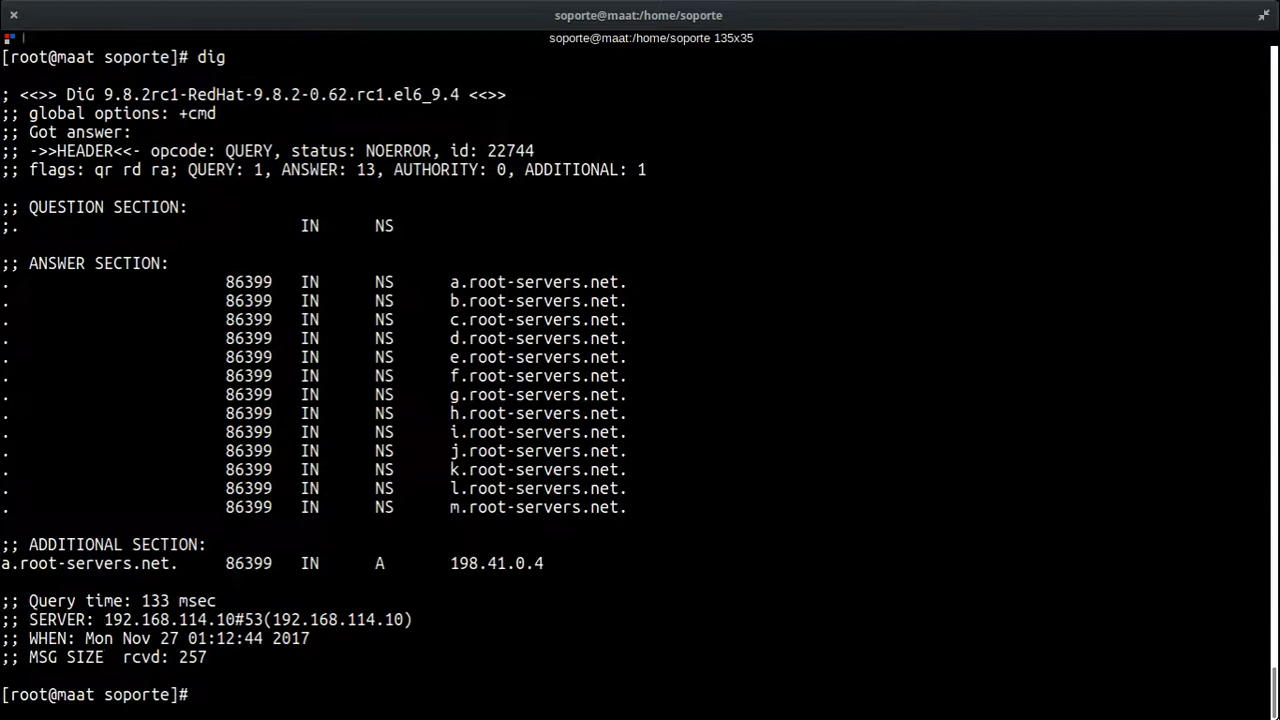 soporte@maat:/home/soporte
soporte@maat:/home/soporte 135x35
[root@maat soporte]# dig
; <<>> DiG 9.8.2rc1-RedHat-9.8.2-0.62.rc1.el6_9.4 <<>>
;; global options: +cmd
;; Got answer:
;; ->>HEADER<<- opcode: QUERY, status: NOERROR, id: 22744
;; flags: qr rd ra; QUERY: 1, ANSWER: 13, AUTHORITY: 0, ADDITIONAL: 1
;; QUESTION SECTION:
;. IN NS
;; ANSWER SECTION:
. 86399 IN NS a.root-servers.net.
. 86399 IN NS b.root-servers.net.
. 86399 IN NS c.root-servers.net.
. 86399 IN NS d.root-servers.net.
. 86399 IN NS e.root-servers.net.
. 86399 IN NS f.root-servers.net.
. 86399 IN NS g.root-servers.net.
. 86399 IN NS h.root-servers.net.
. 86399 IN NS i.root-servers.net.
. 86399 IN NS j.root-servers.net.
. 86399 IN NS k.root-servers.net.
. 86399 IN NS l.root-servers.net.
. 86399 IN NS m.root-servers.net.
;; ADDITIONAL SECTION:
a.root-servers.net. 86399 IN A 198.41.0.4
;; Query time: 133 msec
;; SERVER: 192.168.114.10#53(192.168.114.10)
;; WHEN: Mon Nov 27 01:12:44 2017
;; MSG SIZE rcvd: 257
[root@maat soporte]#